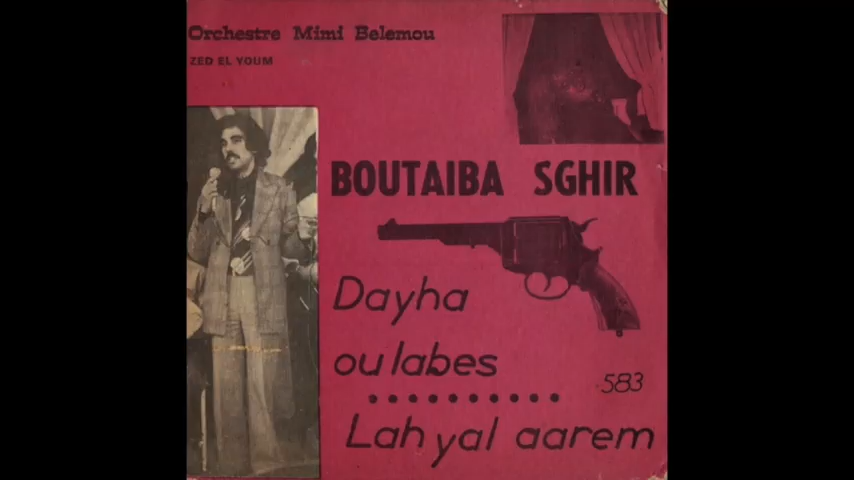 Orchestre Mimi Belemou
ZED EL YOUM
BOUTAIBA SGHIR
Dayha
ou labes
583
Lah yal aarem